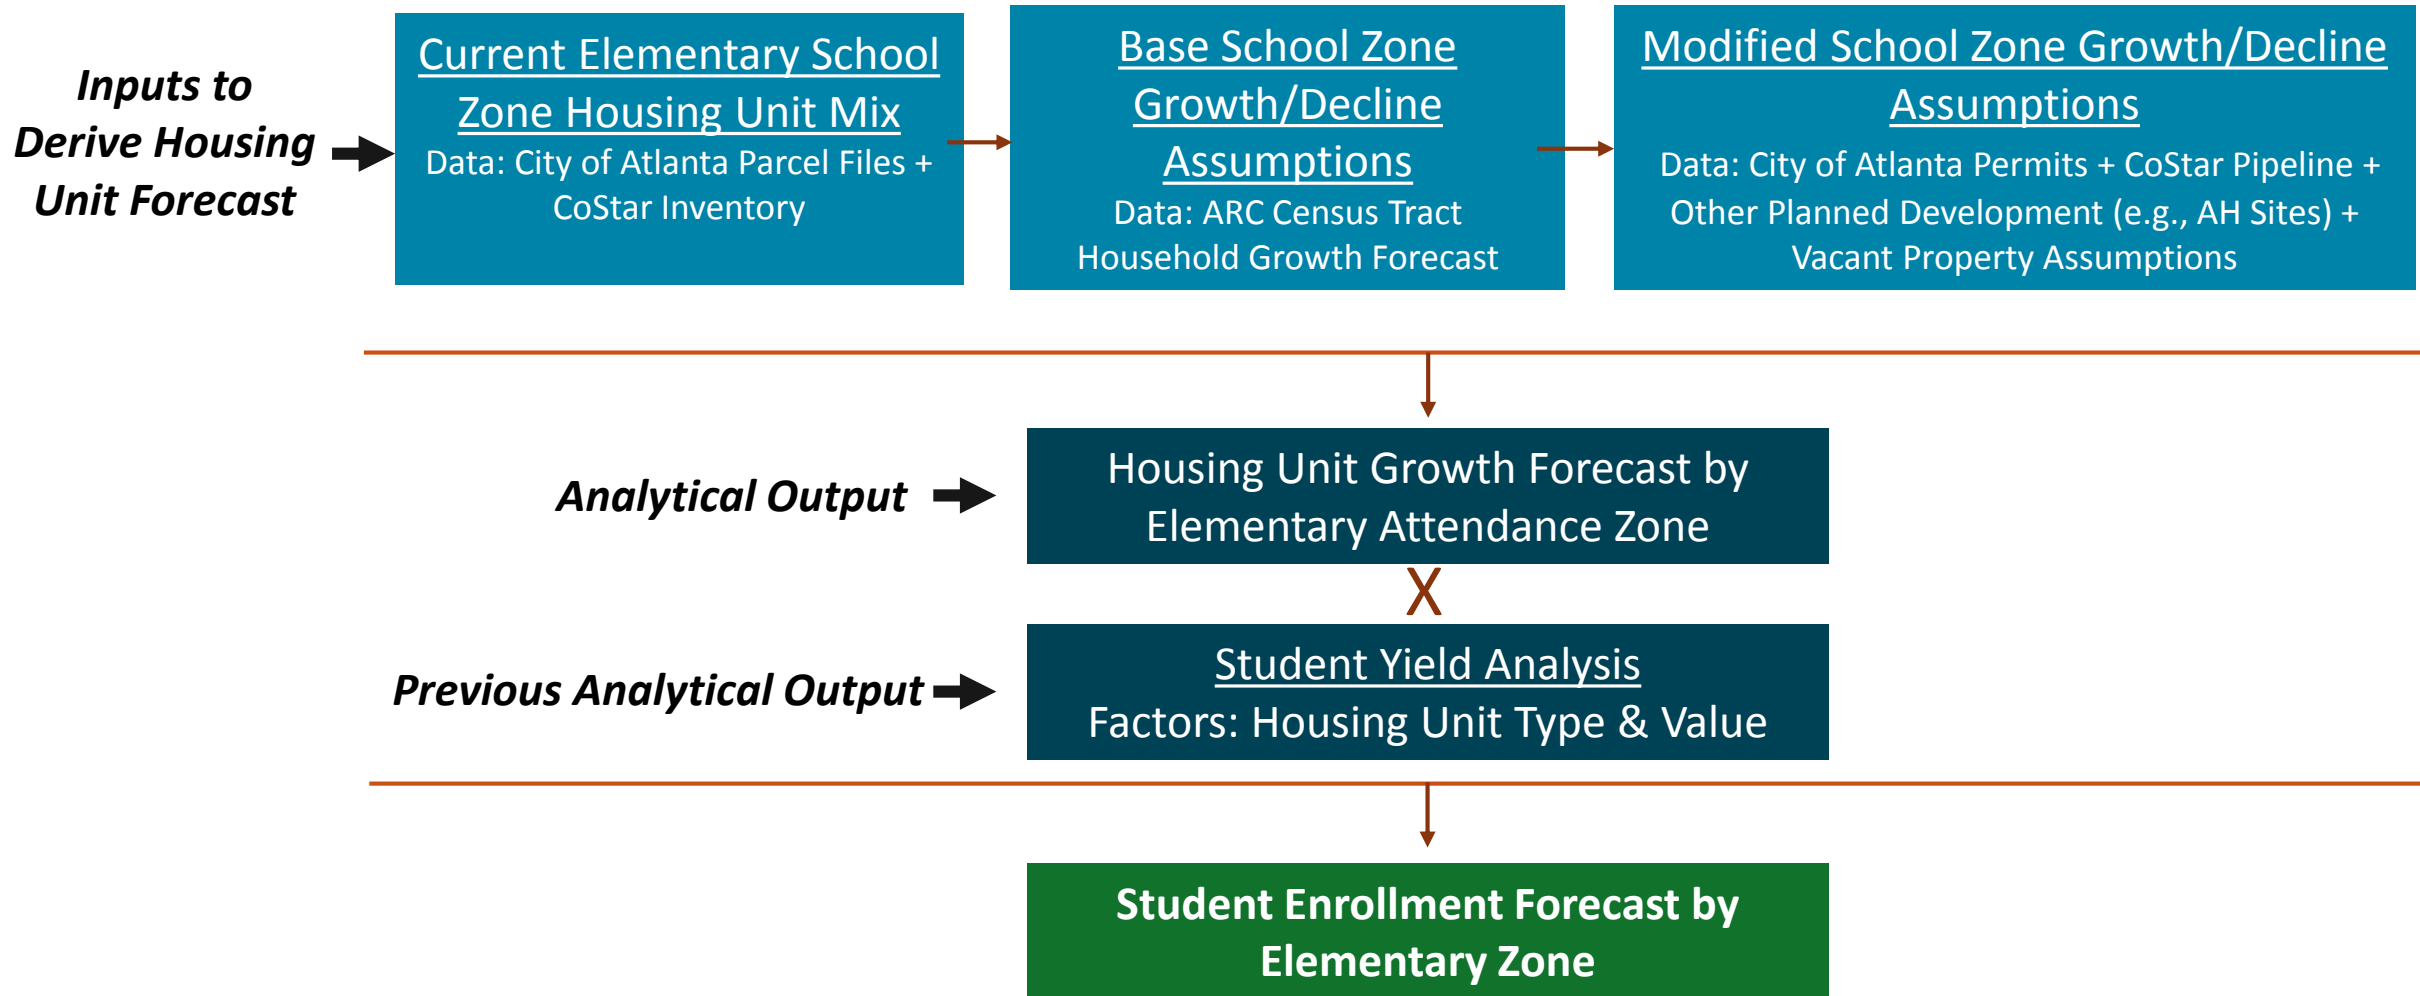 Inputs to
Derive Housing
Unit Forecast
Current Elementary School
Zone Housing Unit Mix
Data: City of Atlanta Parcel Files +
CoStar Inventory
Base School Zone
Growth/Decline
Assumptions
Data: ARC Census Tract
Household Growth Forecast
Modified School Zone Growth/Decline
Assumptions
Data: City of Atlanta Permits + CoStar Pipeline +
Other Planned Development (e.g., AH Sites) +
Vacant Property Assumptions
Analytical Output
Housing Unit Growth Forecast by
Elementary Attendance Zone
X
Previous Analytical Output
Student Yield Analysis
Factors: Housing Unit Type & Value
Student Enrollment Forecast by
Elementary Zone